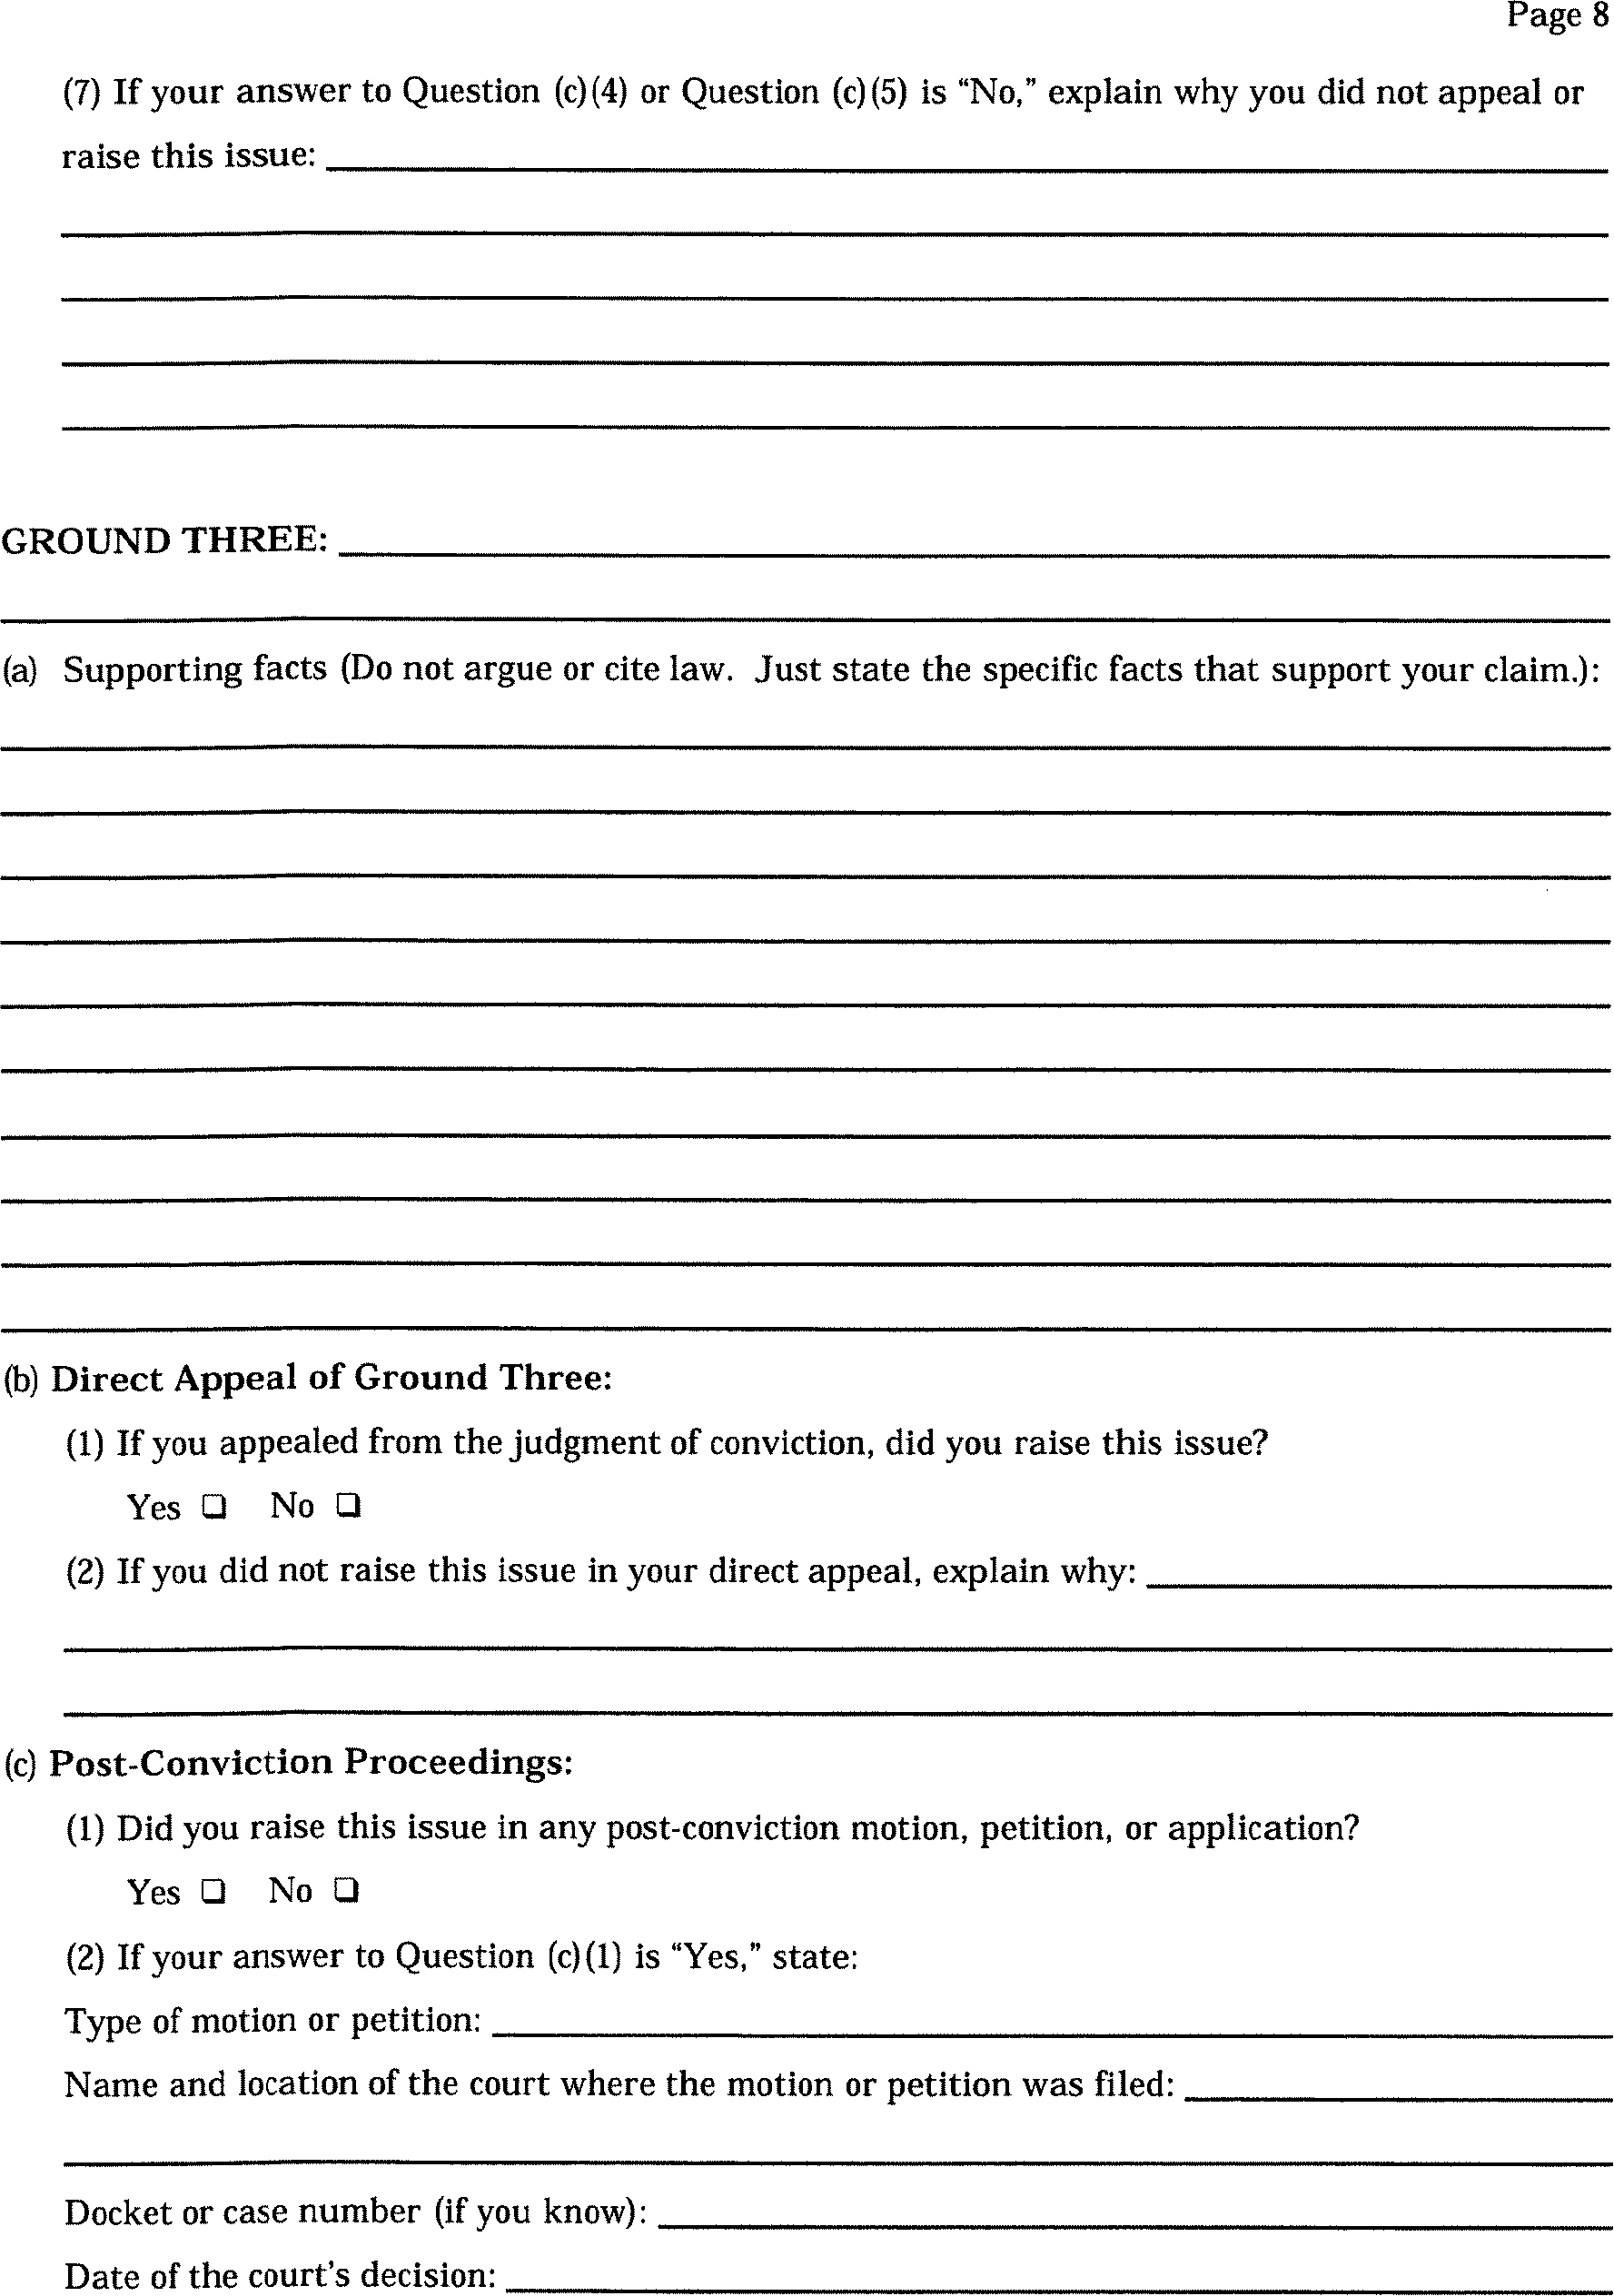 Page 8
(7) If your answer to Question (c)(4) or Question (c)(5) is “No,” explain why you did not appeal or
raise this issue:
GROUND THREE:
(a) Supporting facts (Do not argue or cite law. Just state the specific facts that support your claim.):
(b) Direct Appeal of Ground Three:
(1) If you appealed from the judgment of conviction, did you raise this issue?
Yes ❏ No ❏
(2) If you did not raise this issue in your direct appeal, explain why:
(c) Post-Conviction Proceedings:
(1) Did you raise this issue in any post-conviction motion, petition, or application?
Yes ❏ No ❏
(2) If your answer to Question (c)(1) is “Yes,” state:
Type of motion or petition:
Name and location of the court where the motion or petition was filed:
Docket or case number (if you know):
Date of the court's decision: